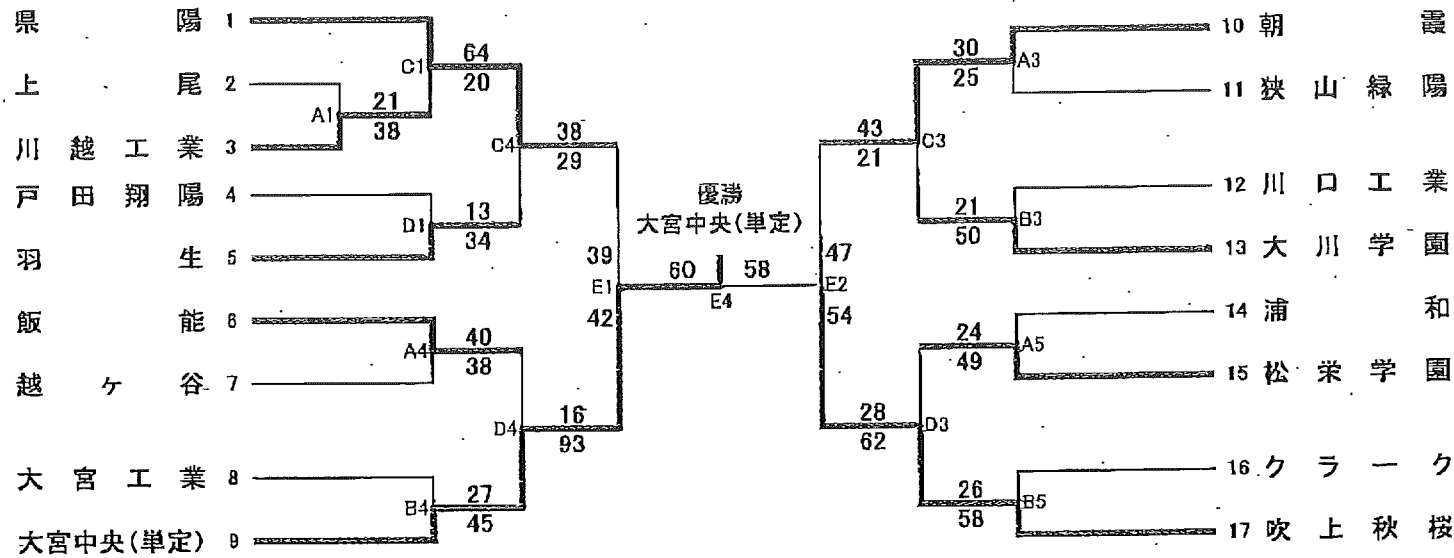 県陽 1
上尾 2
川越工業 3
戸田翔陽 4
羽生 5
飯能 6
越ヶ谷 7
大宮工業 8
大宮中央(単定) 9
A1
21
38
C1
64
20
D1
13
34
C4
38
29
A4
40
38
B4
27
45
D4
16
93
39
E1
42
60
優勝
大宮中央(単定)
E4
58
47
E2
54
43
21
C3
30
25
A3
21
50
B3
28
62
D3
24
49
A5
26
58
B5
10 朝霞
11 狭山緑陽
12 川口工業
13 大川学園
14 浦和
15 松栄学園
16 クラーク
17 吹上秋桜